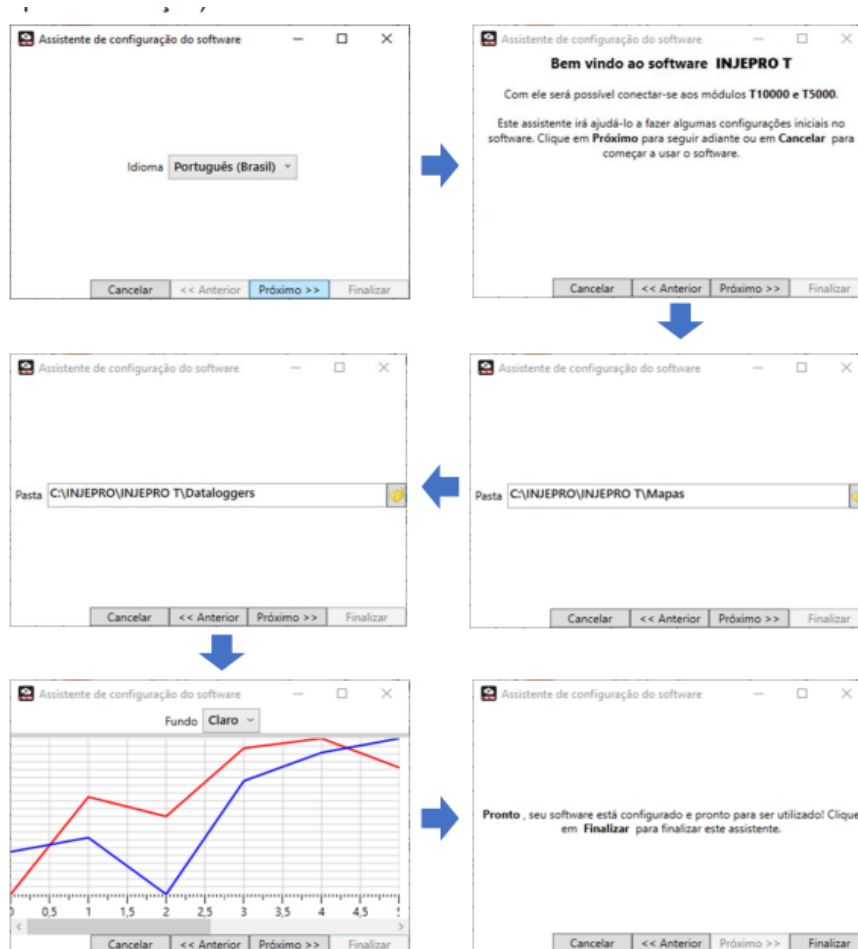 Assistente de configuração do software
Idioma Português (Brasil)
Cancelar << Anterior Próximo >> Finalizar
Assistente de configuração do software
Bem vindo ao software INJEPRO T
Com ele será possível conectar-se aos módulos T10000 e T5000.
Este assistente irá ajudá-lo a fazer algumas configurações iniciais no
software. Clique em Próximo para seguir adiante ou em Cancelar para
começar a usar o software.
Cancelar << Anterior Próximo >> Finalizar
Assistente de configuração do software
Pasta C:\INJEPRO\INJEPRO T\Mapas
Cancelar << Anterior Próximo >> Finalizar
Assistente de configuração do software
Pasta C:\INJEPRO\INJEPRO T\Dataloggers
Cancelar << Anterior Próximo >> Finalizar
Assistente de configuração do software
Fundo Claro
0,5 1 1,5 2 2,5 3 3,5 4 4,5
Cancelar << Anterior Próximo >> Finalizar
Assistente de configuração do software
Pronto , seu software está configurado e pronto para ser utilizado! Clique
em Finalizar para finalizar este assistente.
Cancelar << Anterior Próximo >> Finalizar